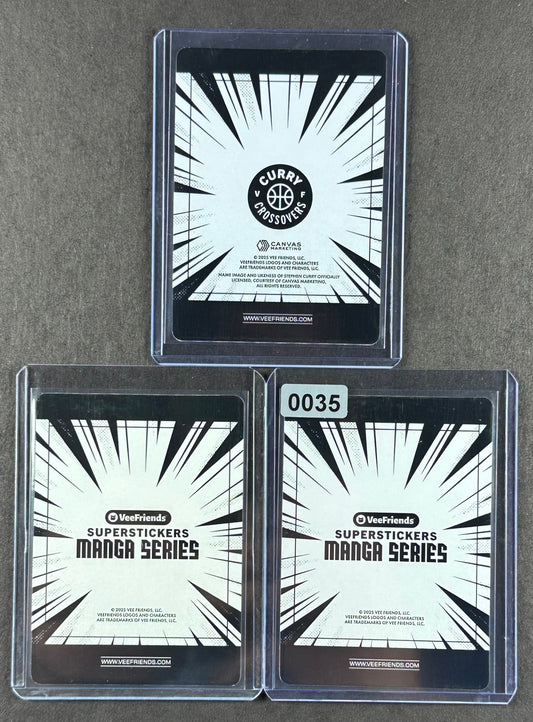 CURRY
V F
CROSSOVERS
CANVAS
MARKETING
© 2025 VEE FRIENDS, LLC.
VEEFRIENDS LOGOS AND CHARACTERS
ARE TRADEMARKS OF VEE FRIENDS, LLC.
NAME IMAGE AND LIKENESS OF STEPHEN CURRY OFFICIALLY
LICENSED, COURTESY OF CANVAS MARKETING,
ALL RIGHTS RESERVED.
WWW.VEEFRIENDS.COM
VeeFriends
SUPERSTICKERS
MANGA SERIES
© 2025 VEE FRIENDS, LLC.
VEEFRIENDS LOGOS AND CHARACTERS
ARE TRADEMARKS OF VEE FRIENDS, LLC.
WWW.VEEFRIENDS.COM
0035
VeeFriends
SUPERSTICKERS
MANGA SERIES
© 2025 VEE FRIENDS, LLC.
VEEFRIENDS LOGOS AND CHARACTERS
ARE TRADEMARKS OF VEE FRIENDS, LLC.
WWW.VEEFRIENDS.COM